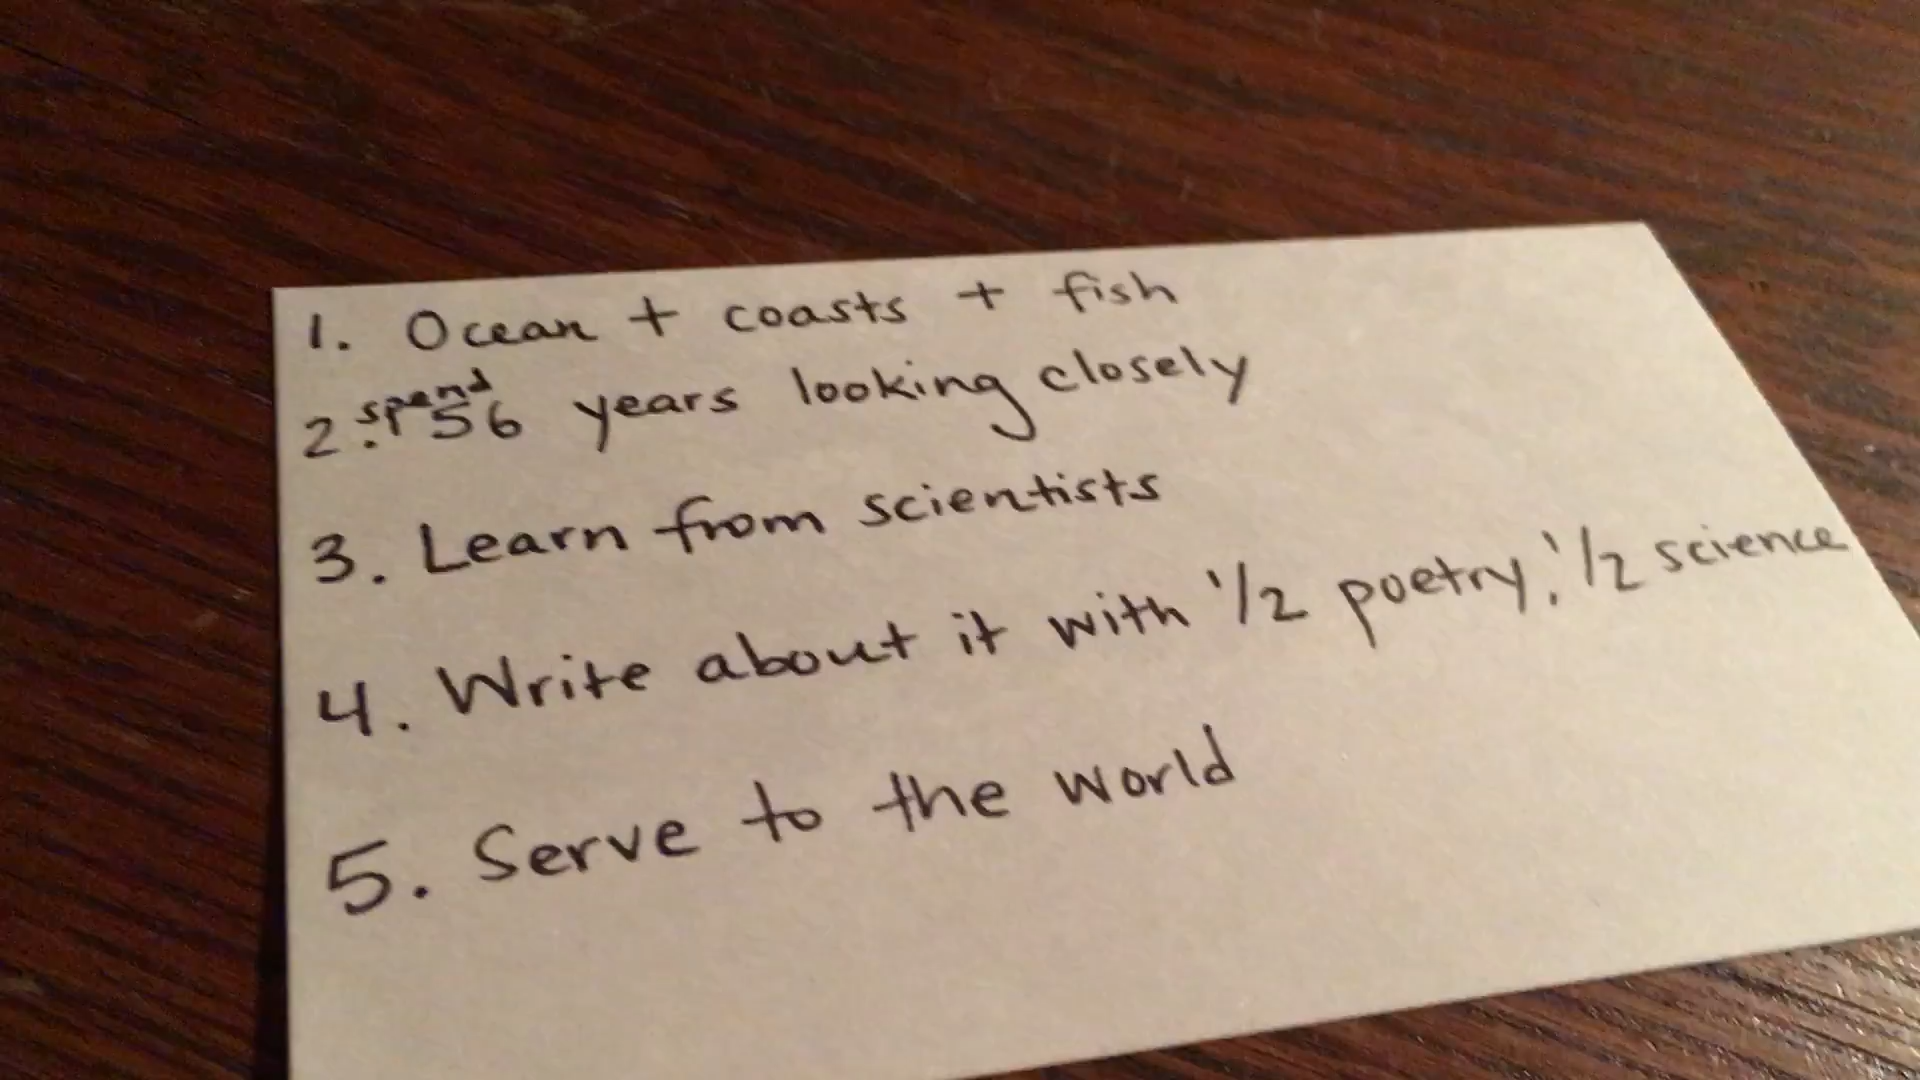 1. Ocean + coasts + fish
2. spend 56 years looking closely
3. Learn from scientists
4. Write about it with 1/2 poetry, 1/2 science
5. Serve to the world